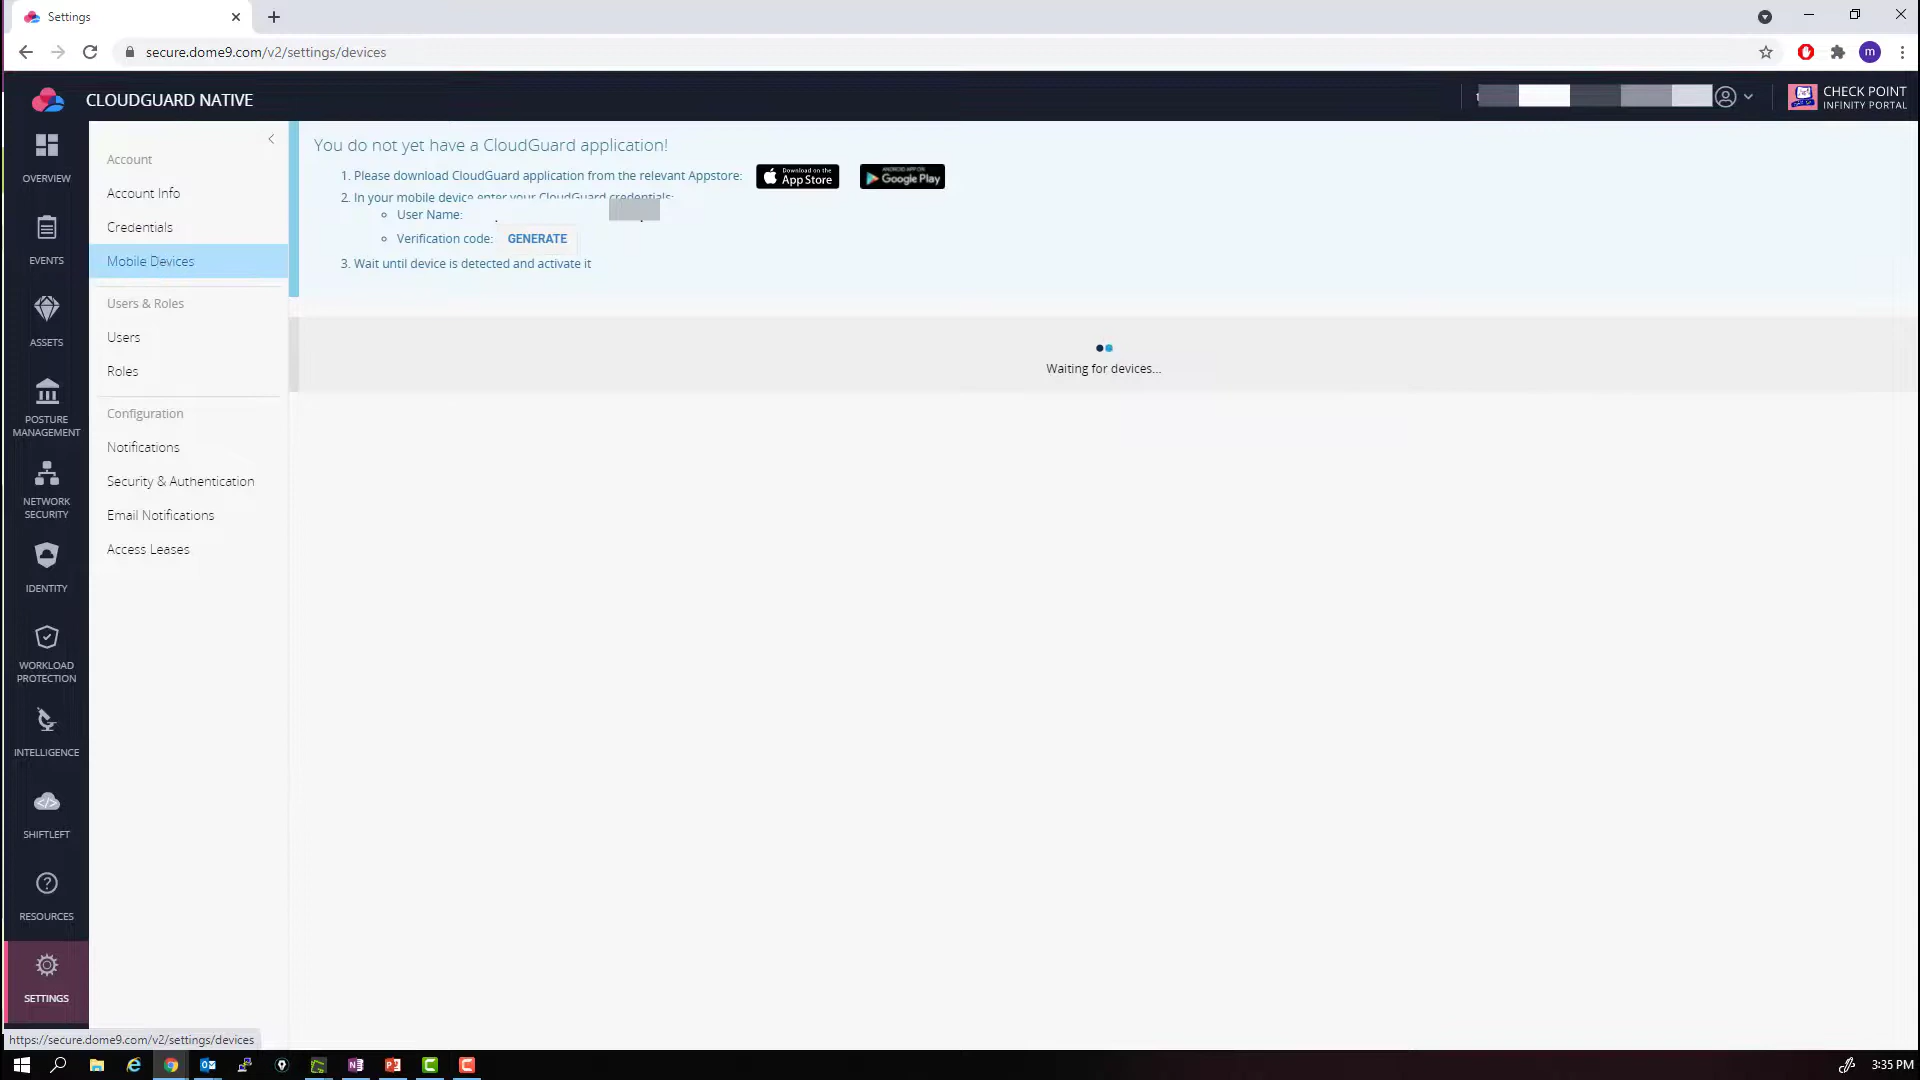 Settings
secure.dome9.com/v2/settings/devices
m
CLOUDGUARD NATIVE
CHECK POINT
INFINITY PORTAL
OVERVIEW
EVENTS
ASSETS
POSTURE
MANAGEMENT
NETWORK
SECURITY
IDENTITY
WORKLOAD
PROTECTION
INTELLIGENCE
SHIFTLEFT
RESOURCES
SETTINGS
Account
Account Info
Credentials
Mobile Devices
Users & Roles
Users
Roles
Configuration
Notifications
Security & Authentication
Email Notifications
Access Leases
You do not yet have a CloudGuard application!
1. Please download CloudGuard application from the relevant Appstore:
Download on the
App Store
ANDROID APP ON
Google Play
2. In your mobile device enter your CloudGuard credentials:
User Name:
Verification code: GENERATE
3. Wait until device is detected and activate it
Waiting for devices...
https://secure.dome9.com/v2/settings/devices
3:35 PM